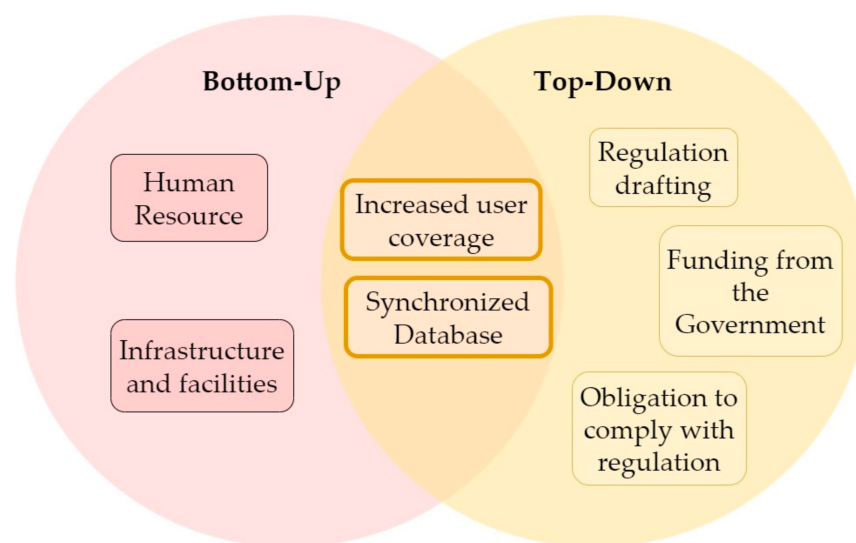 Bottom-Up
Top-Down
Human
Resource
Infrastructure
and facilities
Increased user
coverage
Synchronized
Database
Regulation
drafting
Funding from
the
Government
Obligation to
comply with
regulation